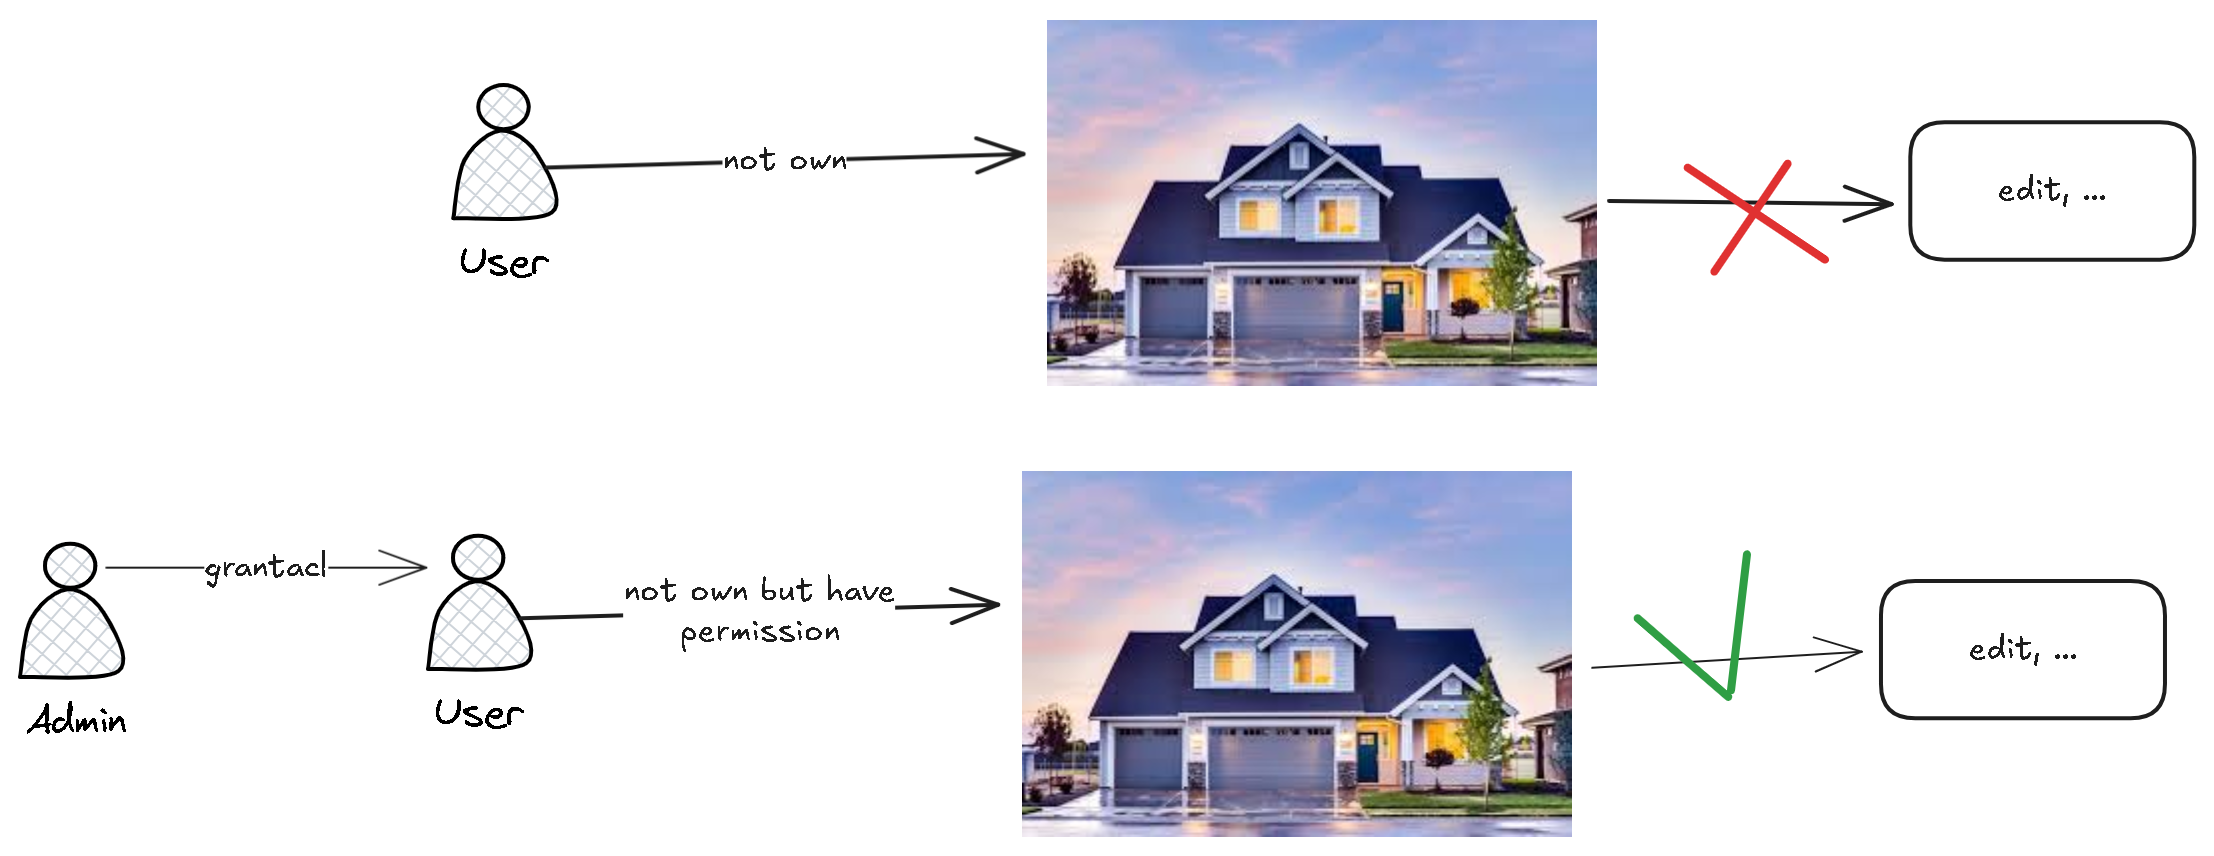 not own
edit, ...
User
grantacl
not own but have
permission
edit, ...
Admin
User